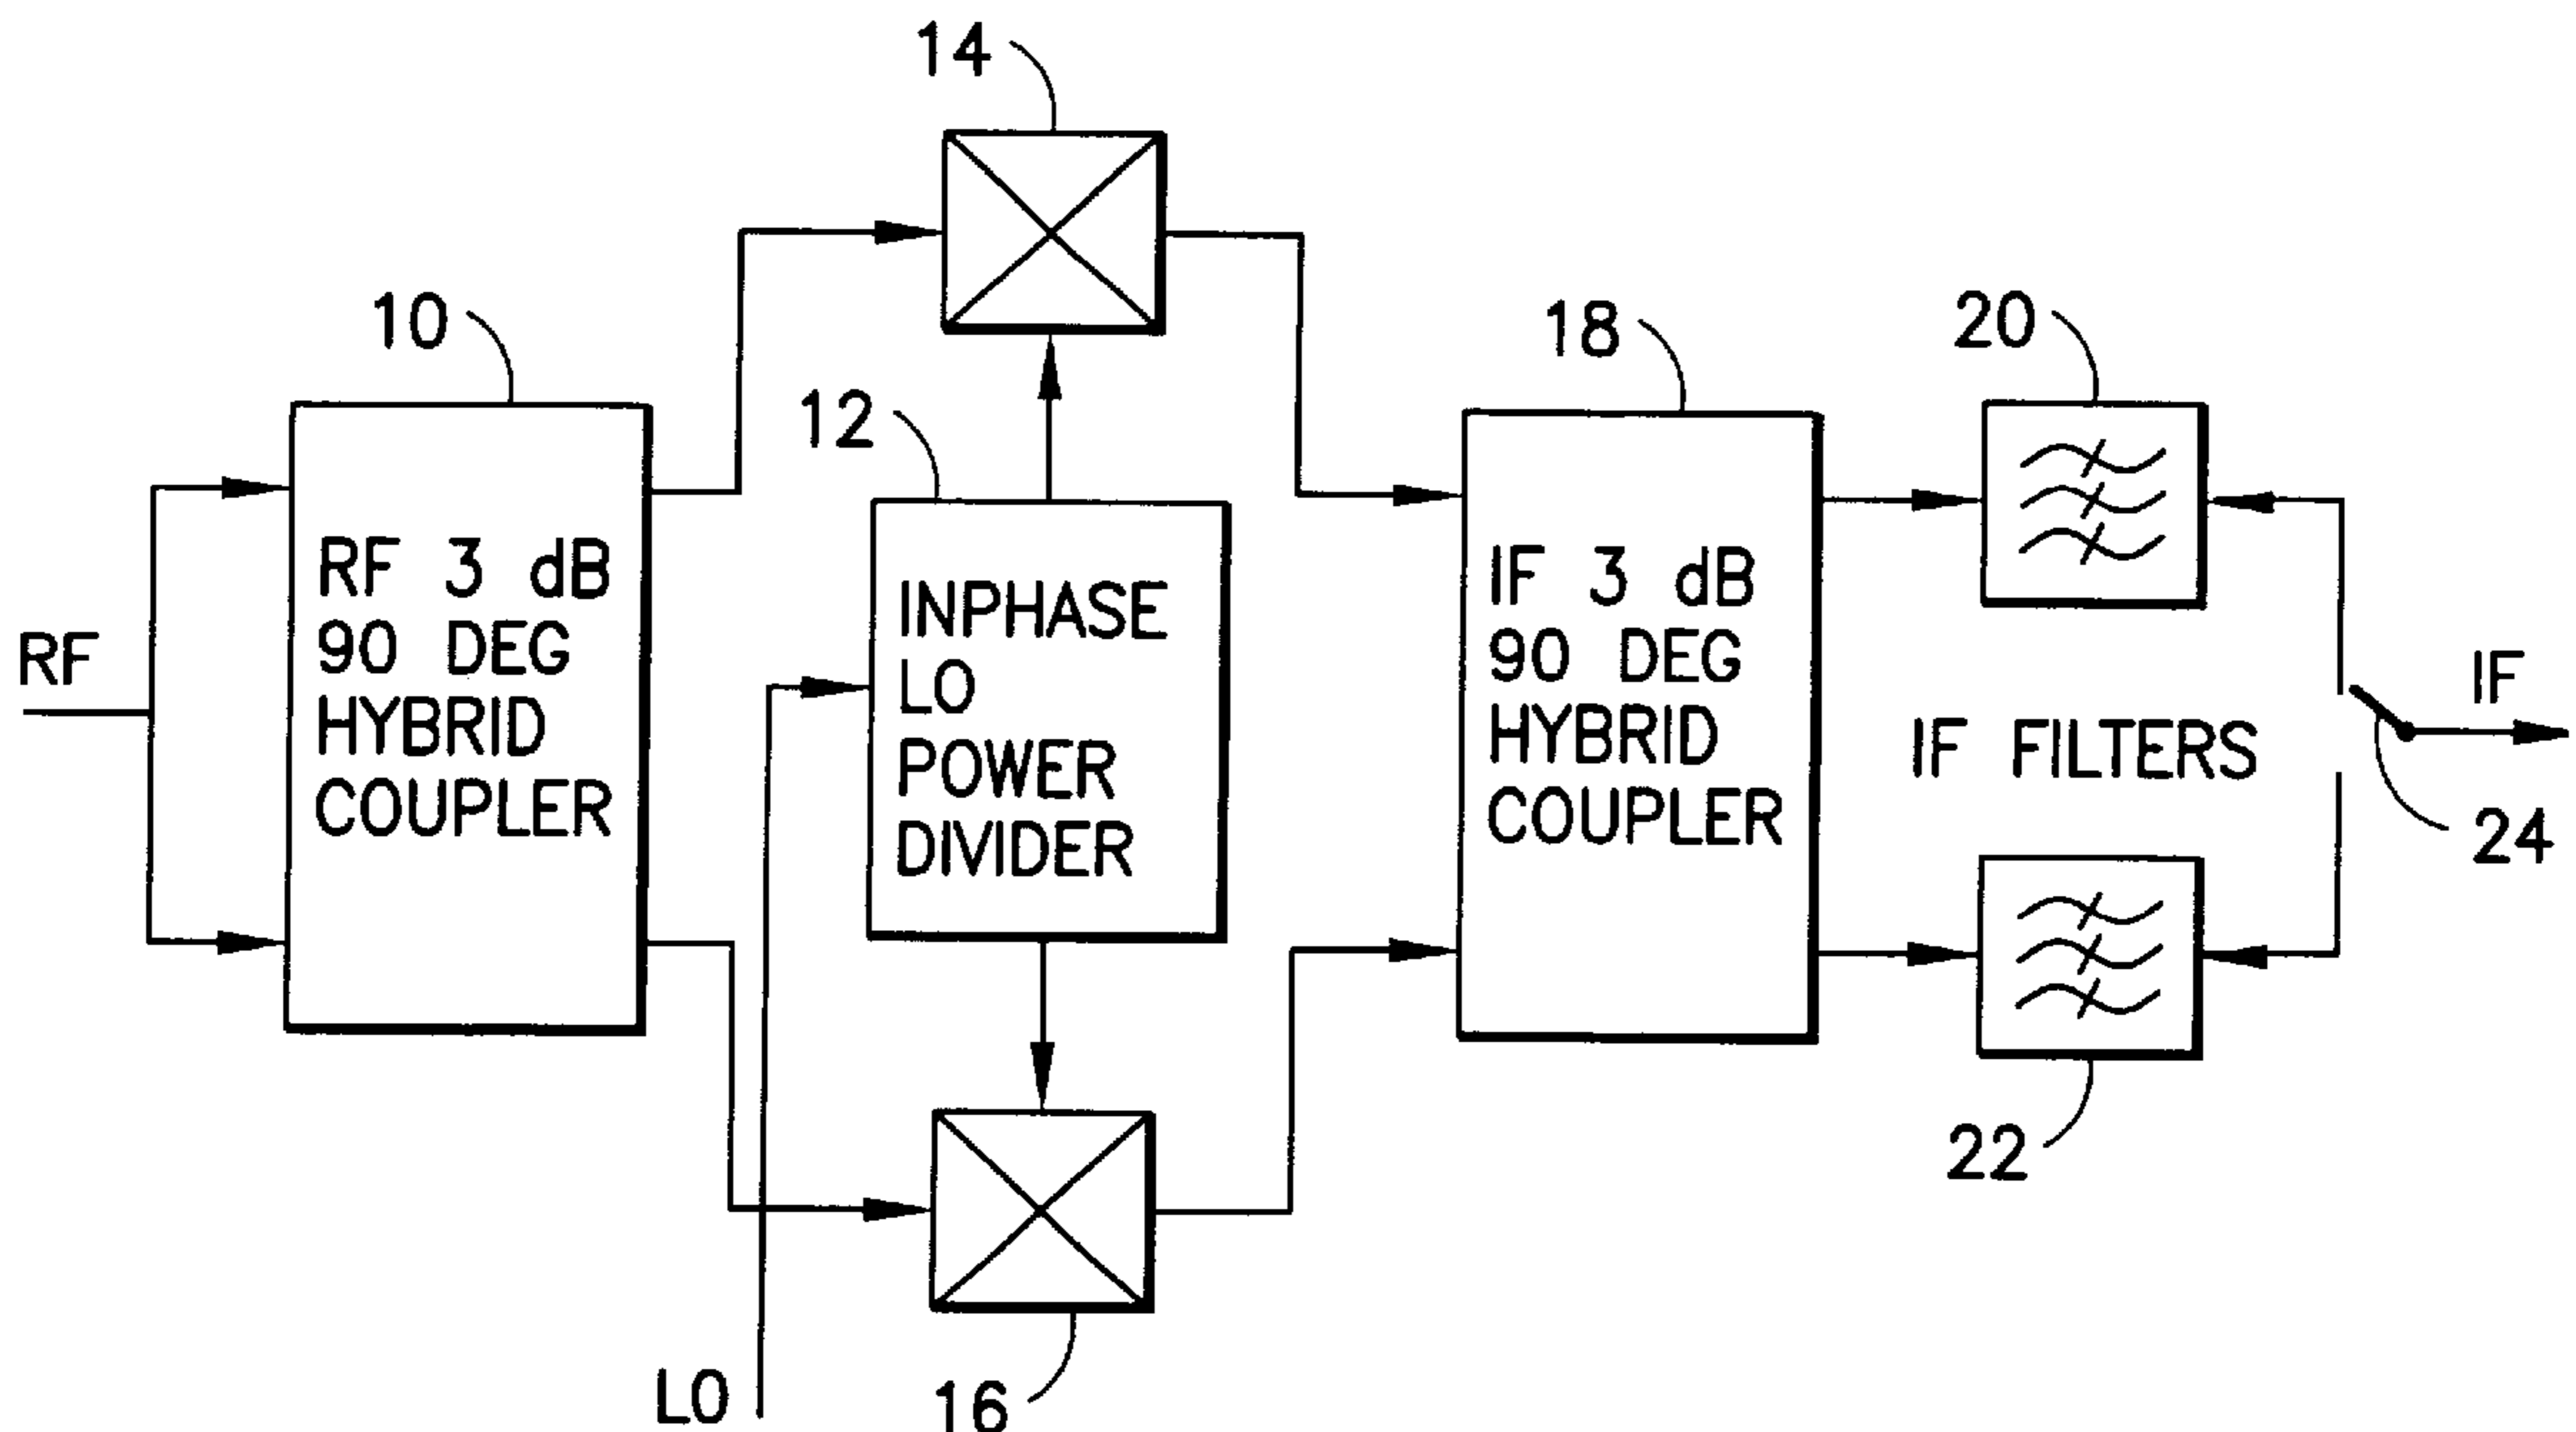 14
10
18
20
12
RF 3 dB
90 DEG
HYBRID
COUPLER
INPHASE
LO
POWER
DIVIDER
IF 3 dB
90 DEG
HYBRID
COUPLER
RF
IF FILTERS
IF
24
22
LO
16